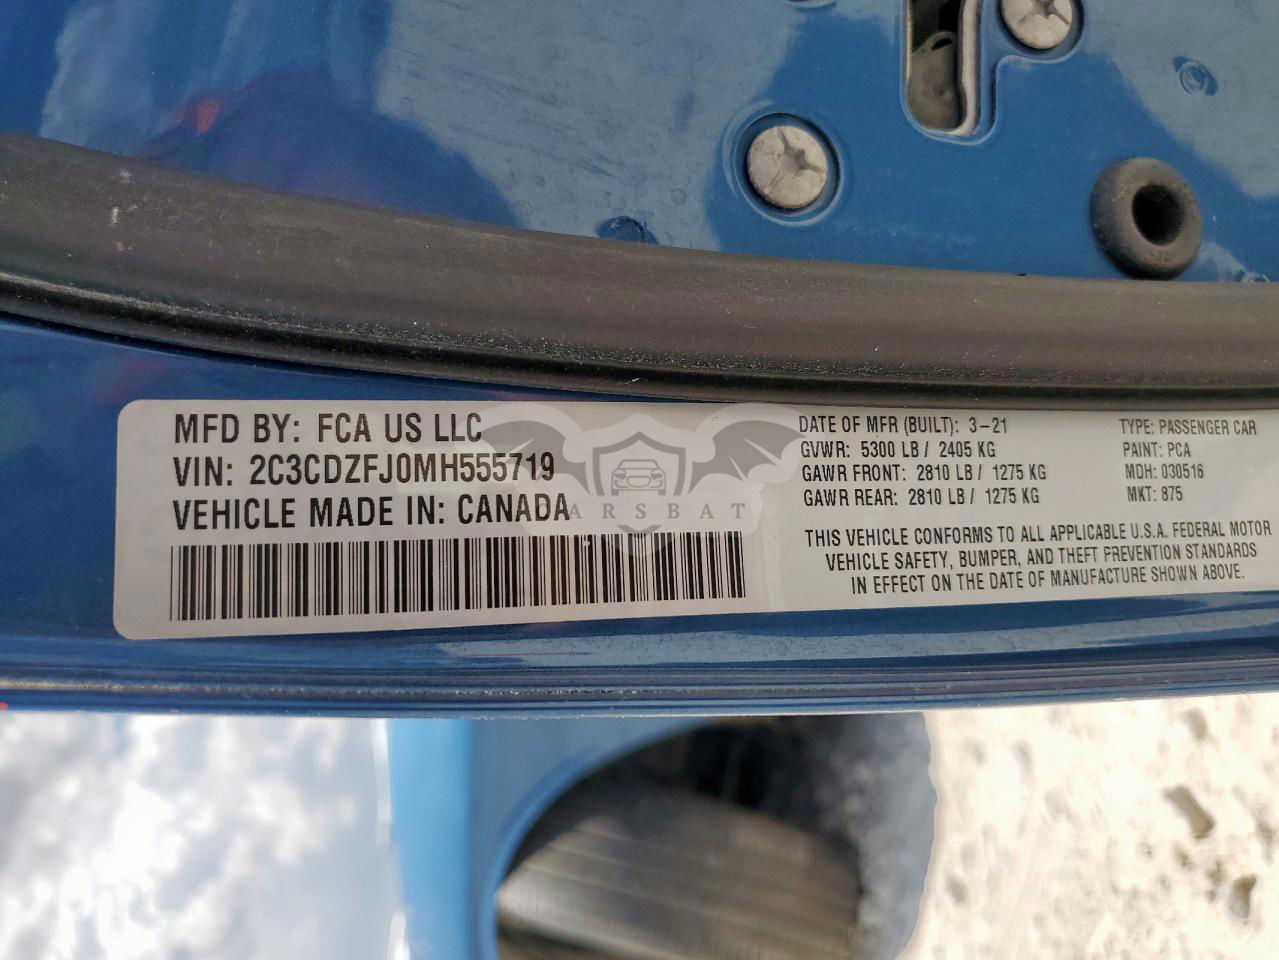 MFD BY: FCA US LLC
VIN: 2C3CDZFJ0MH555719
VEHICLE MADE IN: CANADA
DATE OF MFR (BUILT): 3-21
GVWR: 5300 LB / 2405 KG
GAWR FRONT: 2810 LB / 1275 KG
GAWR REAR: 2810 LB / 1275 KG
TYPE: PASSENGER CAR
PAINT: PCA
MDH: 030516
MKT: 875
THIS VEHICLE CONFORMS TO ALL APPLICABLE U.S.A. FEDERAL MOTOR
VEHICLE SAFETY, BUMPER, AND THEFT PREVENTION STANDARDS
IN EFFECT ON THE DATE OF MANUFACTURE SHOWN ABOVE.
CARSBAT